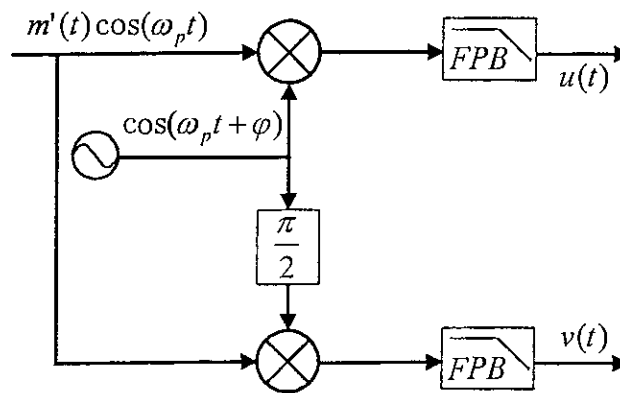 m'(t)cos(ω_p t)
FPB
u(t)
cos(ω_p t + φ)
π/2
FPB
v(t)